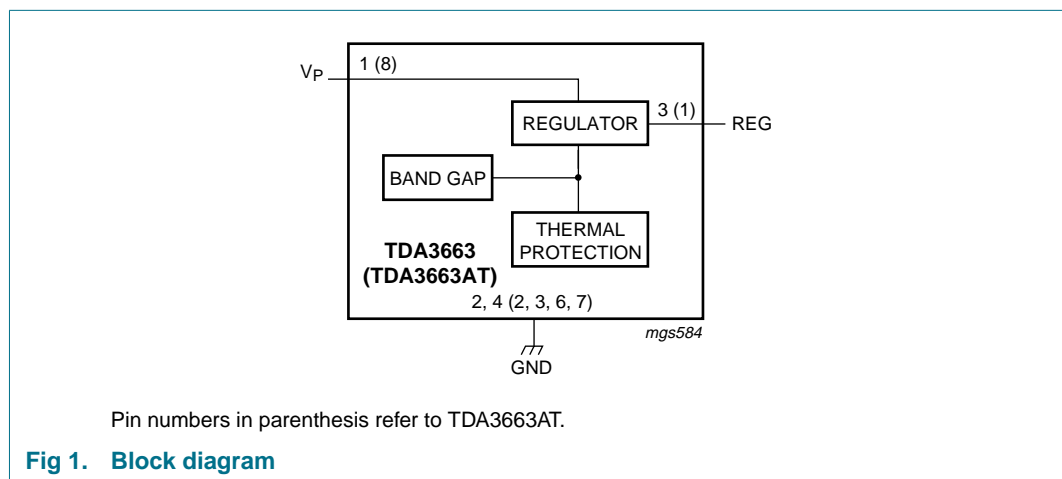 VP
1 (8)
REGULATOR
3 (1)
REG
BAND GAP
THERMAL
PROTECTION
TDA3663
(TDA3663AT)
2, 4 (2, 3, 6, 7)
mgs584
GND
Pin numbers in parenthesis refer to TDA3663AT.
Fig 1. Block diagram